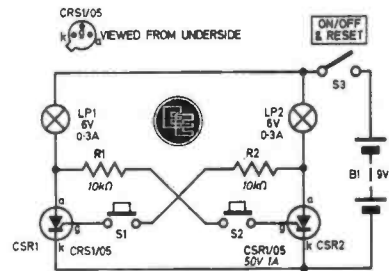 CRS1/05
k a VIEWED FROM UNDERSIDE
g
ON/OFF
& RESET
S3
LP1
6V
0·3A
LP2
6V
0·3A
R1
10kΩ
R2
10kΩ
B1 9V
a
g
k
CSR1
CRS1/05
S1
S2
a
g
k
CSR1/05
50V 1A
CSR2